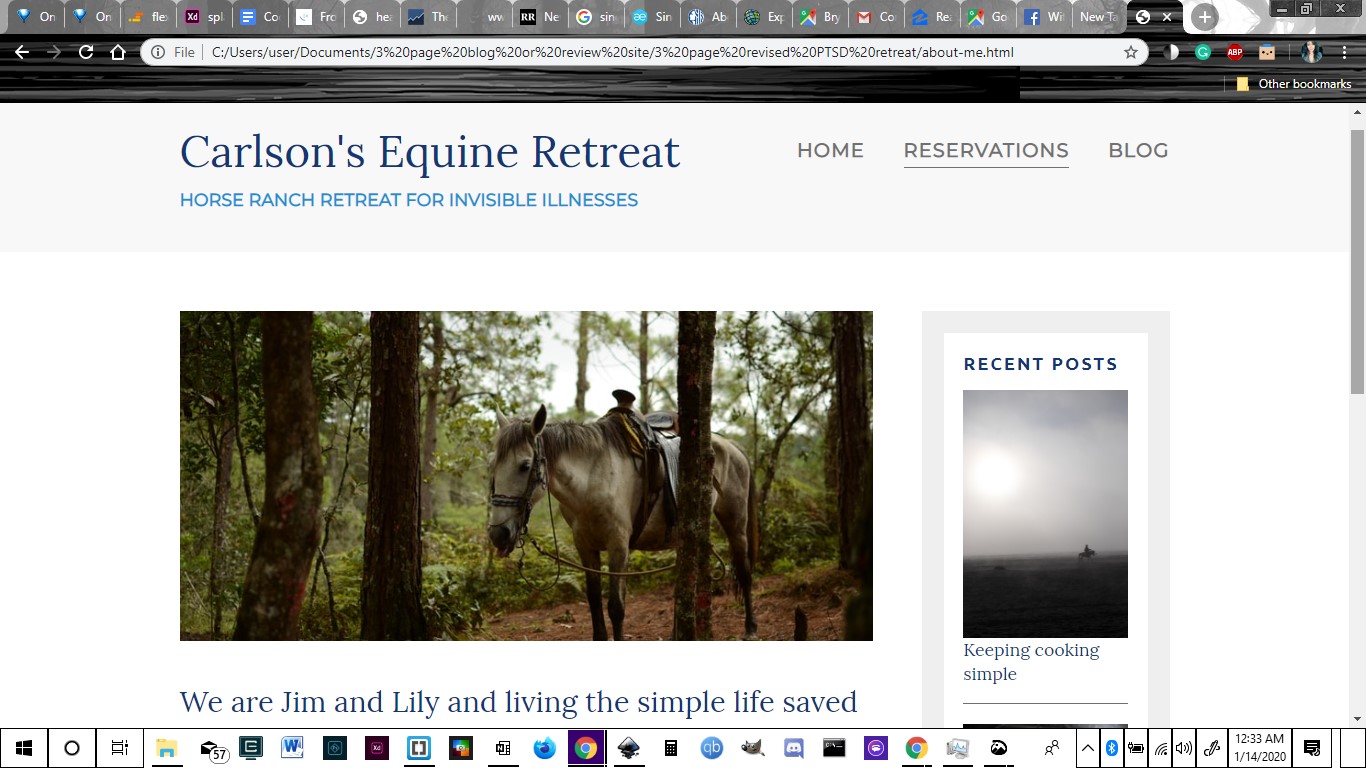 On
On
fle
spl
Co
Fro
hea
The
ww
RR
Ne
sin
Sin
Ab
Exp
Bry
Co
Re
Go
Wi
New Ta
File
C:/Users/user/Documents/3%20page%20blog%20or%20review%20site/3%20page%20revised%20PTSD%20retreat/about-me.html
ABP
Other bookmarks
Carlson's Equine Retreat
HOME RESERVATIONS BLOG
HORSE RANCH RETREAT FOR INVISIBLE ILLNESSES
RECENT POSTS
Keeping cooking
simple
We are Jim and Lily and living the simple life saved
57
12:33 AM
1/14/2020